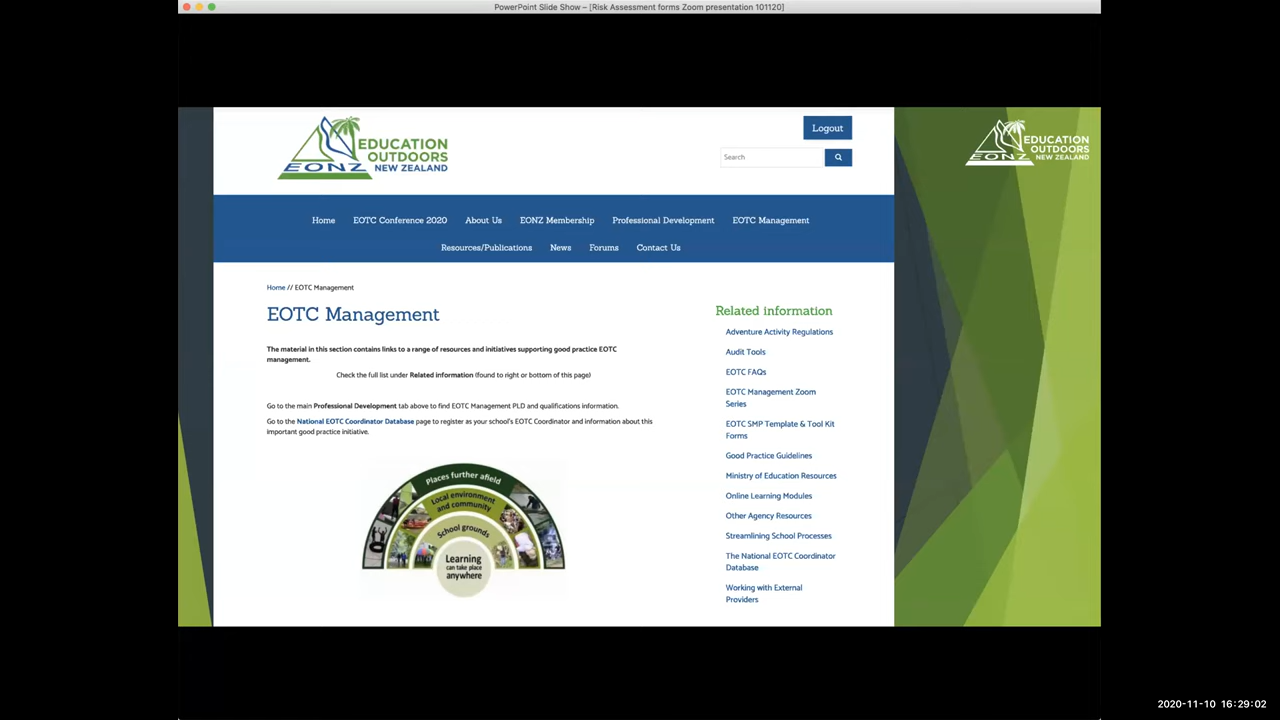 PowerPoint Slide Show – [Risk Assessment forms Zoom presentation 101120]
EDUCATION
OUTDOORS
EONZ NEW ZEALAND
Logout
Search
EDUCATION
OUTDOORS
EONZ NEW ZEALAND
Home EOTC Conference 2020 About Us EONZ Membership Professional Development EOTC Management
Resources/Publications News Forums Contact Us
Home // EOTC Management
EOTC Management
The material in this section contains links to a range of resources and initiatives supporting good practice EOTC
management.
Check the full list under Related information (found to right or bottom of this page)
Go to the main Professional Development tab above to find EOTC Management PLD and qualifications information.
Go to the National EOTC Coordinator Database page to register as your school's EOTC Coordinator and information about this
important good practice initiative.
Places further afield
Local environment
and community
School grounds
Learning
can take place
anywhere
Related information
Adventure Activity Regulations
Audit Tools
EOTC FAQs
EOTC Management Zoom
Series
EOTC SMP Template & Tool Kit
Forms
Good Practice Guidelines
Ministry of Education Resources
Online Learning Modules
Other Agency Resources
Streamlining School Processes
The National EOTC Coordinator
Database
Working with External
Providers
2020-11-10 16:29:02